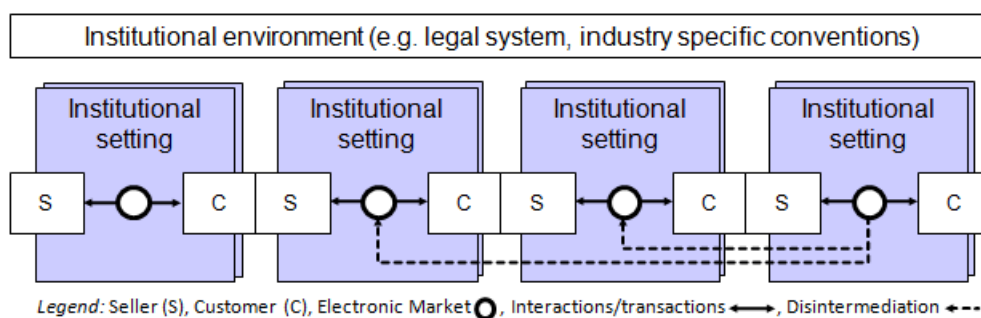 Institutional environment (e.g. legal system, industry specific conventions)
Institutional setting
Institutional setting
Institutional setting
Institutional setting
S C S C S C S C
Legend: Seller (S), Customer (C), Electronic Market , Interactions/transactions , Disintermediation